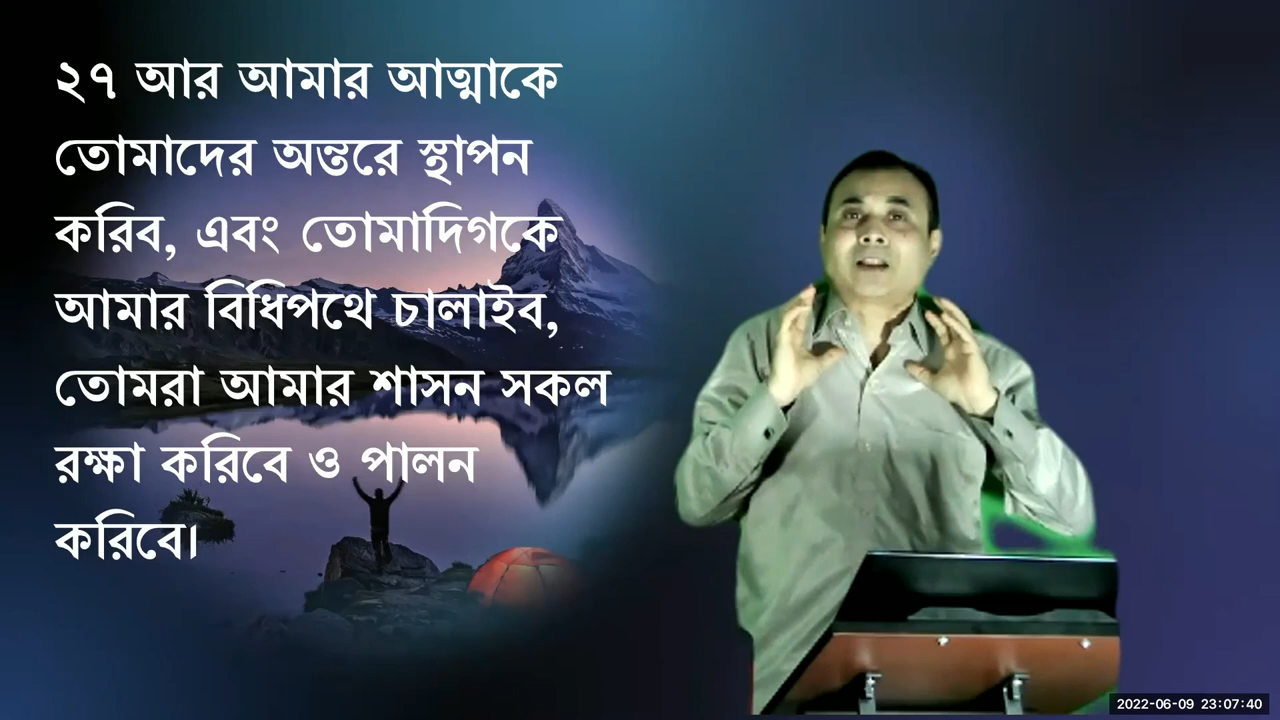 ২৭ আর আমার আত্মাকে
তোমাদের অন্তরে স্থাপন
করিব, এবং তোমাদিগকে
আমার বিধিপথে চালাইব,
তোমরা আমার শাসন সকল
রক্ষা করিবে ও পালন
করিবে।
2022-06-09 23:07:40